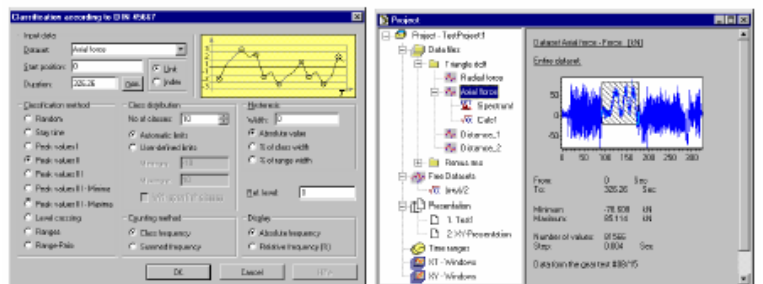 Classification according to DIN 45667
Input data
Dataset: Axial force
Start position: 0
Duration: 326.26
Unit
Index
Classification method
Random
Stay time
Peak values I
Peak values II
Peak values III
Peak values III - Minima
Peak values III - Maxima
Level crossing
Ranges
Range-Pairs
Class distribution
No of classes: 10
Automatic limits
User-defined limits
Counting method
Class frequency
Summed frequency
Hysteresis
Width: 0
Absolute value
% of class width
% of range width
Ref. level:
Display
Absolute frequency
Relative frequency (%)
OK
Cancel
Project
Project - TestProject1
Data files
Triangle
Radial force
Axial force
Spectrum
Calc1
Distance_1
Distance_2
Free Datasets
Presentation
1: Text
2: XY-Presentation
Time ranges
XT - Windows
XY - Windows
Dataset Axial force - Force [kN]
Entire dataset:
50
0
-50
0 50 100 150 200 300
From: 0 Sec
To: 326.26 Sec
Minimum: kN
Maximum: 85.114 kN
Number of values: 81566
Step: 0.004 Sec
Data form the gear test